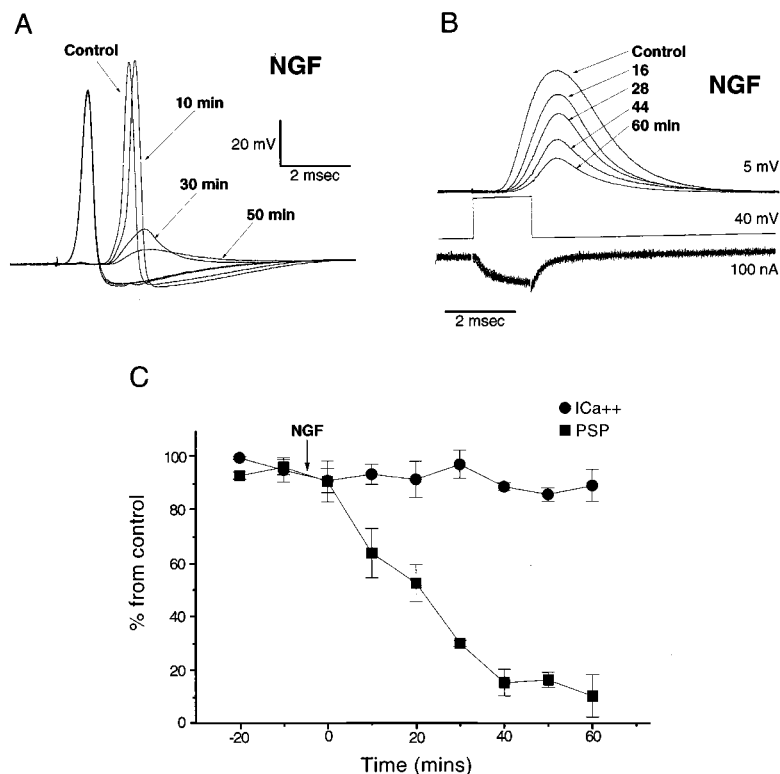 A
Control
NGF
10 min
20 mV
2 msec
30 min
50 min
B
Control
16
28
44
60 min
NGF
5 mV
40 mV
100 nA
2 msec
C
ICa++
PSP
NGF
% from control
100
80
60
40
20
0
-20
0
20
40
60
Time (mins)